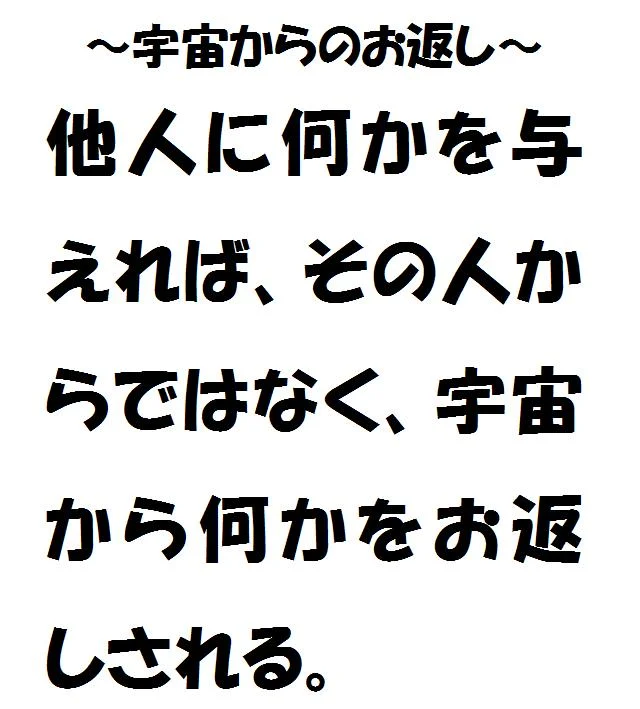 ～宇宙からのお返し～
他人に何かを与
えれば、その人か
らではなく、宇宙
から何かをお返
しされる。